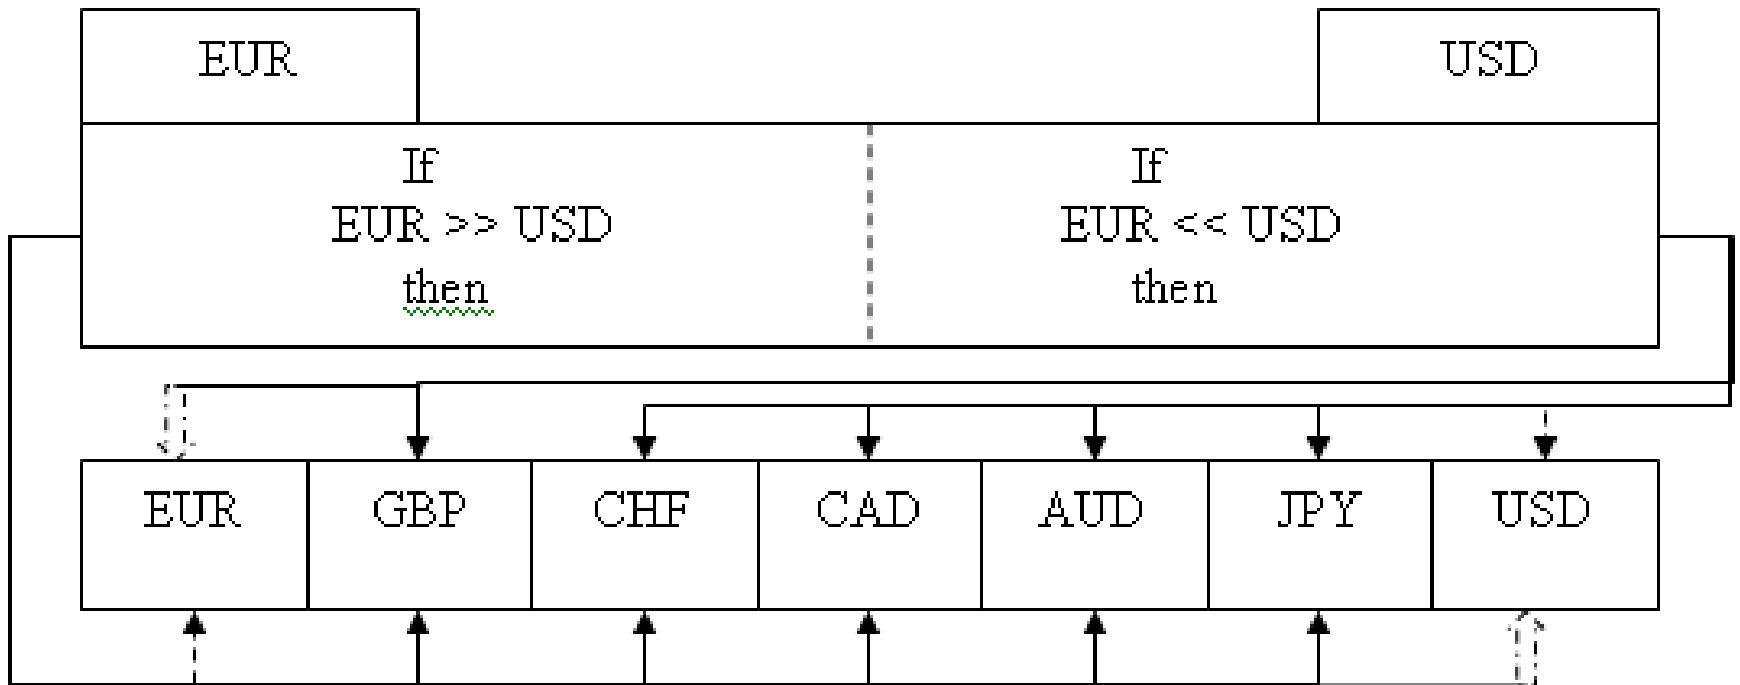 EUR
USD
If
EUR >> USD
then
If
EUR << USD
then
EUR
GBP
CHF
CAD
AUD
JPY
USD